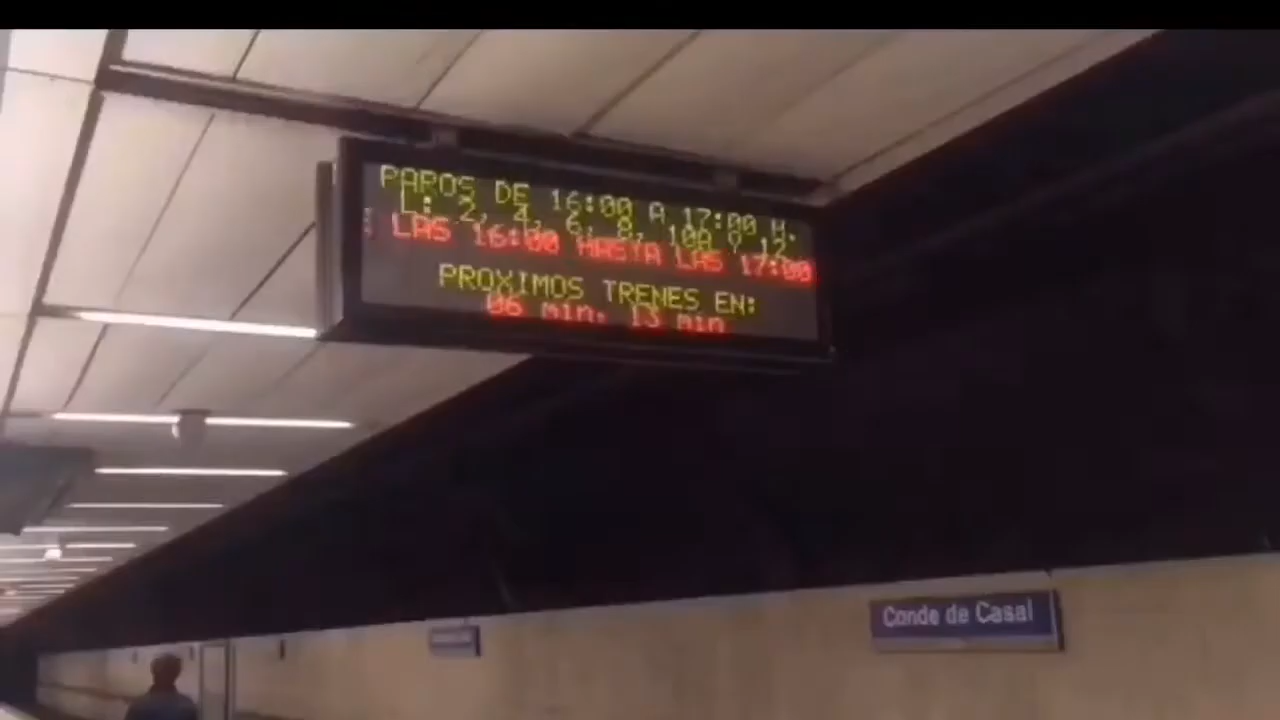 PAROS DE 16:00 A 17:00 H.
L: 2, 4, 6, 8, 10A Y 12
LAS 16:00 HASTA LAS 17:00
PROXIMOS TRENES EN:
06 min. 13 min
Conde de Casal